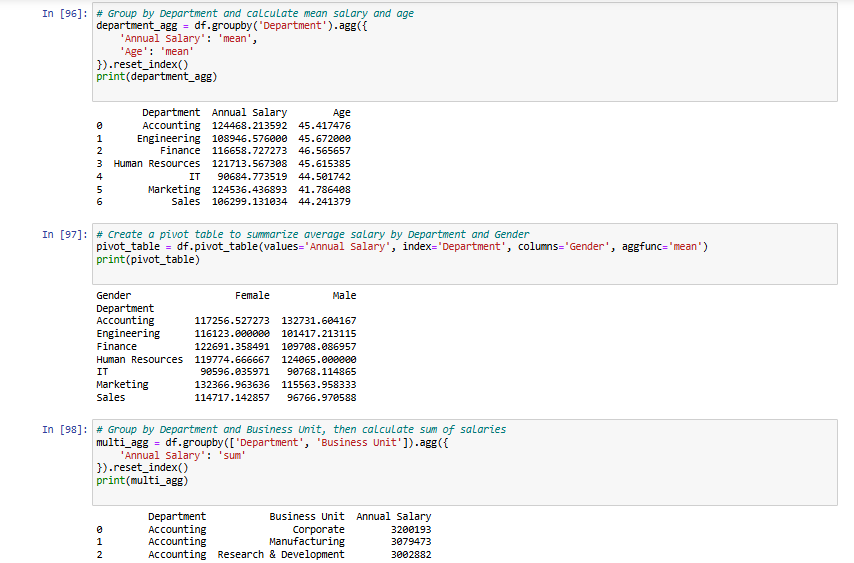 In [96]: # Group by Department and calculate mean salary and age
department_agg = df.groupby('Department').agg({
    'Annual Salary': 'mean',
    'Age': 'mean'
}).reset_index()
print(department_agg)
Department Annual Salary Age
0 Accounting 124468.213592 45.417476
1 Engineering 108946.576000 45.672000
2 Finance 116658.727273 46.565657
3 Human Resources 121713.567308 45.615385
4 IT 90684.773519 44.501742
5 Marketing 124536.436893 41.786408
6 Sales 106299.131034 44.241379
In [97]: # Create a pivot table to summarize average salary by Department and Gender
pivot_table = df.pivot_table(values='Annual Salary', index='Department', columns='Gender', aggfunc='mean')
print(pivot_table)
Gender Female Male
Department
Accounting 117256.527273 132731.604167
Engineering 116123.000000 101417.213115
Finance 122691.358491 109708.086957
Human Resources 119774.666667 124065.000000
IT 90596.035971 90768.114865
Marketing 132366.963636 115563.958333
Sales 114717.142857 96766.970588
In [98]: # Group by Department and Business Unit, then calculate sum of salaries
multi_agg = df.groupby(['Department', 'Business Unit']).agg({
    'Annual Salary': 'sum'
}).reset_index()
print(multi_agg)
Department Business Unit Annual Salary
0 Accounting Corporate 3200193
1 Accounting Manufacturing 3079473
2 Accounting Research & Development 3002882